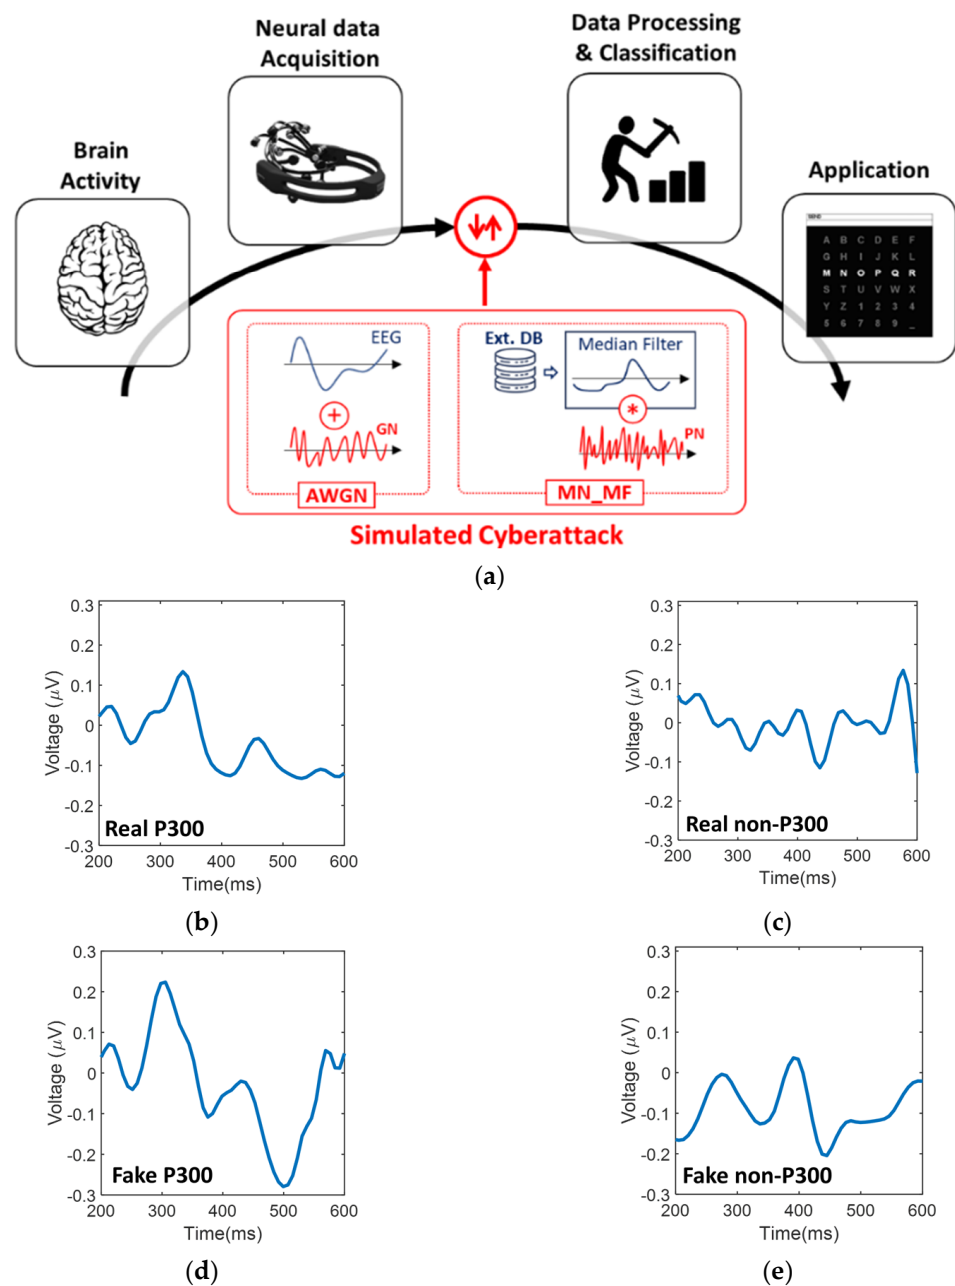 Neural data
Acquisition
Data Processing
& Classification
Brain
Activity
Application
SEND
A B C D E F
G H I J K L
M N O P Q R
S T U V W X
Y Z 1 2 3 4
5 6 7 8 9 _
EEG
+
GN
AWGN
Ext. DB
Median Filter
*
PN
MN_MF
Simulated Cyberattack
(a)
0.3
0.2
0.1
0
-0.1
-0.2
-0.3
Voltage (μV)
Real P300
200 300 400 500 600
Time(ms)
(b)
0.3
0.2
0.1
0
-0.1
-0.2
-0.3
Voltage (μV)
Real non-P300
200 300 400 500 600
Time(ms)
(c)
0.3
0.2
0.1
0
-0.1
-0.2
-0.3
Voltage (μV)
Fake P300
200 300 400 500 600
Time(ms)
(d)
0.3
0.2
0.1
0
-0.1
-0.2
-0.3
Voltage (μV)
Fake non-P300
200 300 400 500 600
Time(ms)
(e)